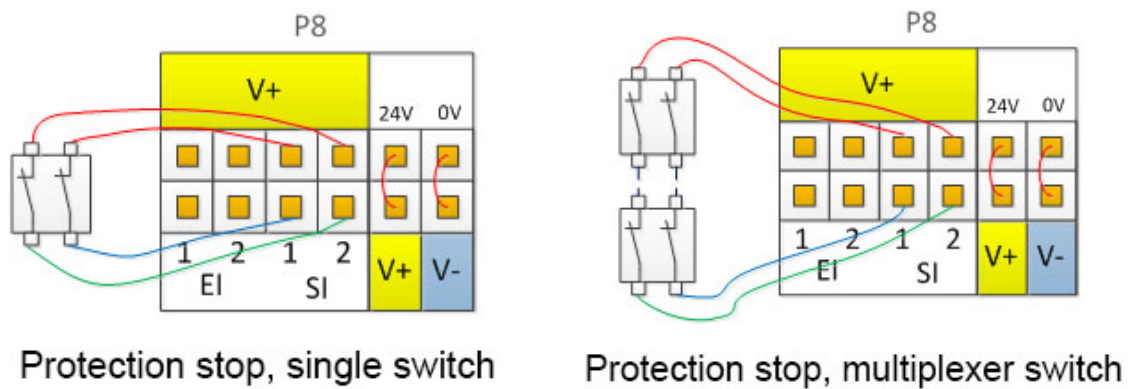 P8
V+
24V 0V
1 2 1 2
EI SI
V+ V-
Protection stop, single switch
P8
V+
24V 0V
1 2 1 2
EI SI
V+ V-
Protection stop, multiplexer switch